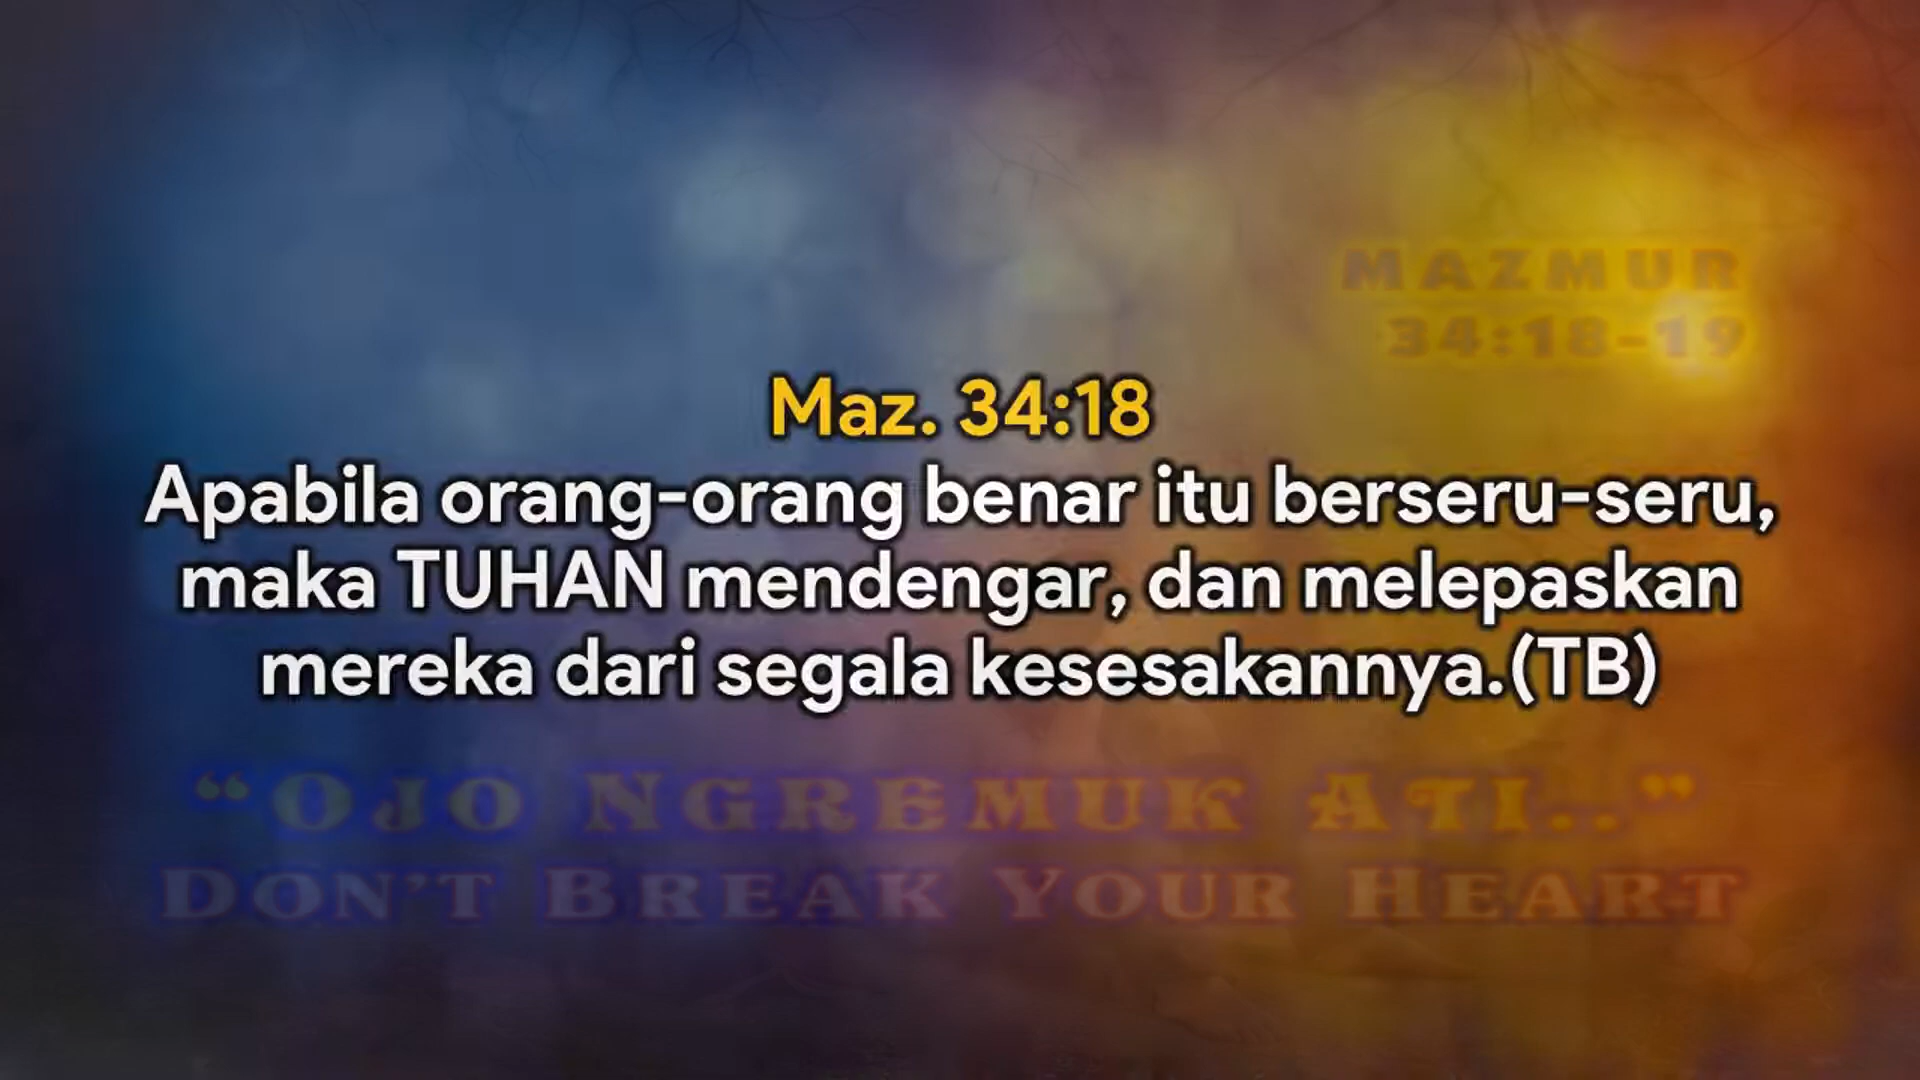 MAZMUR
34:18-19
Maz. 34:18
Apabila orang-orang benar itu berseru-seru,
maka TUHAN mendengar, dan melepaskan
mereka dari segala kesesakannya.(TB)
“OJO NGREMUK ATI..”
DON'T BREAK YOUR HEART